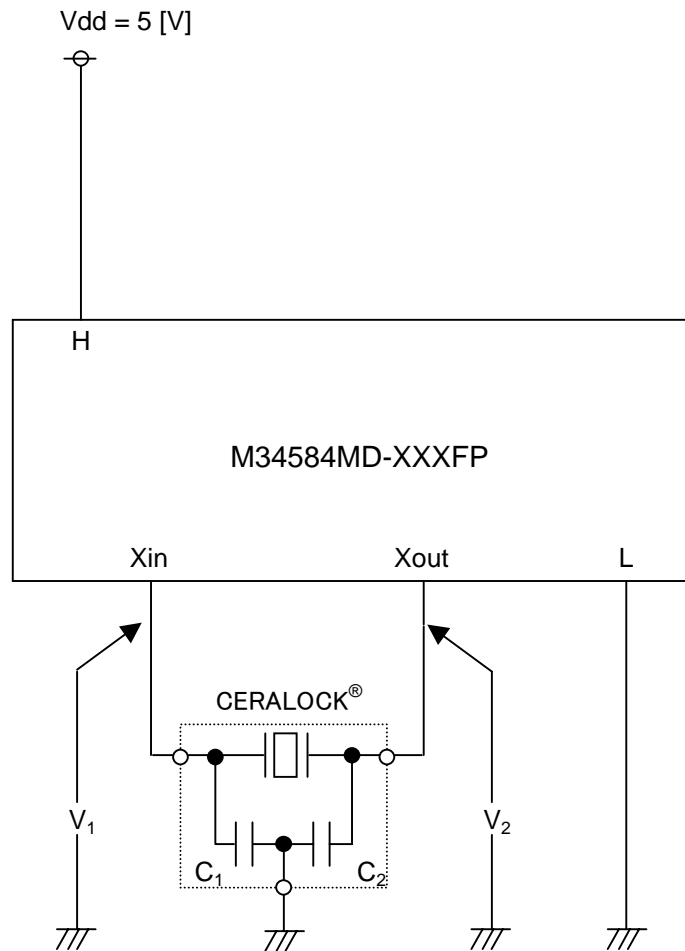 Vdd = 5 [V]
H
M34584MD-XXXFP
Xin Xout L
CERALOCK®
V₁ V₂
C₁ C₂